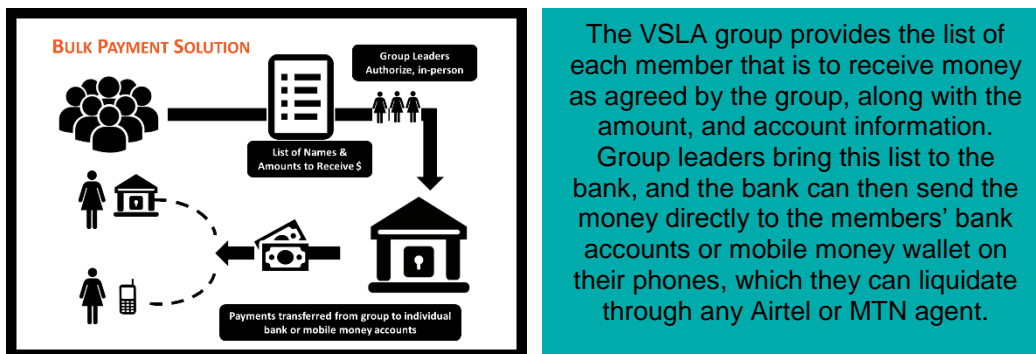 BULK PAYMENT SOLUTION
Group Leaders
Authorize, in-person
List of Names &
Amounts to Receive $
Payments transferred from group to individual
bank or mobile money accounts
The VSLA group provides the list of
each member that is to receive money
as agreed by the group, along with the
amount, and account information.
Group leaders bring this list to the
bank, and the bank can then send the
money directly to the members' bank
accounts or mobile money wallet on
their phones, which they can liquidate
through any Airtel or MTN agent.